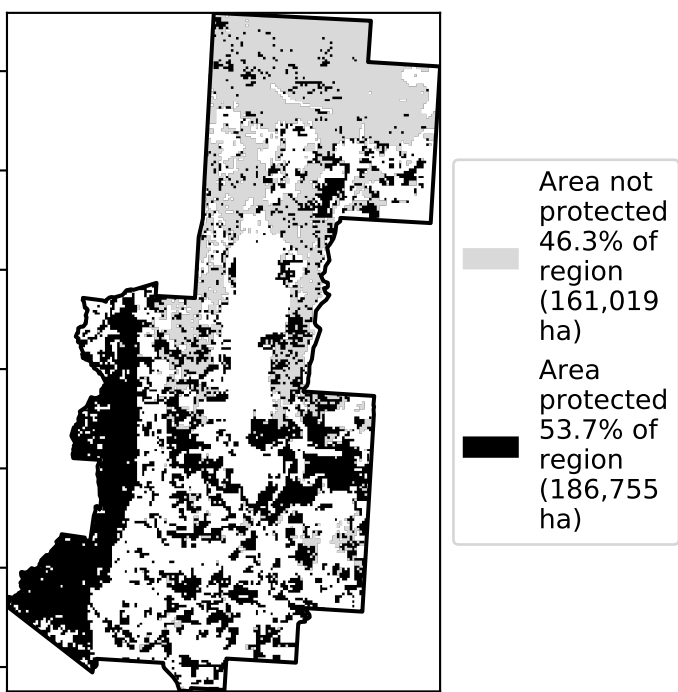 Area not
protected
46.3% of
region
(161,019
ha)
Area
protected
53.7% of
region
(186,755
ha)